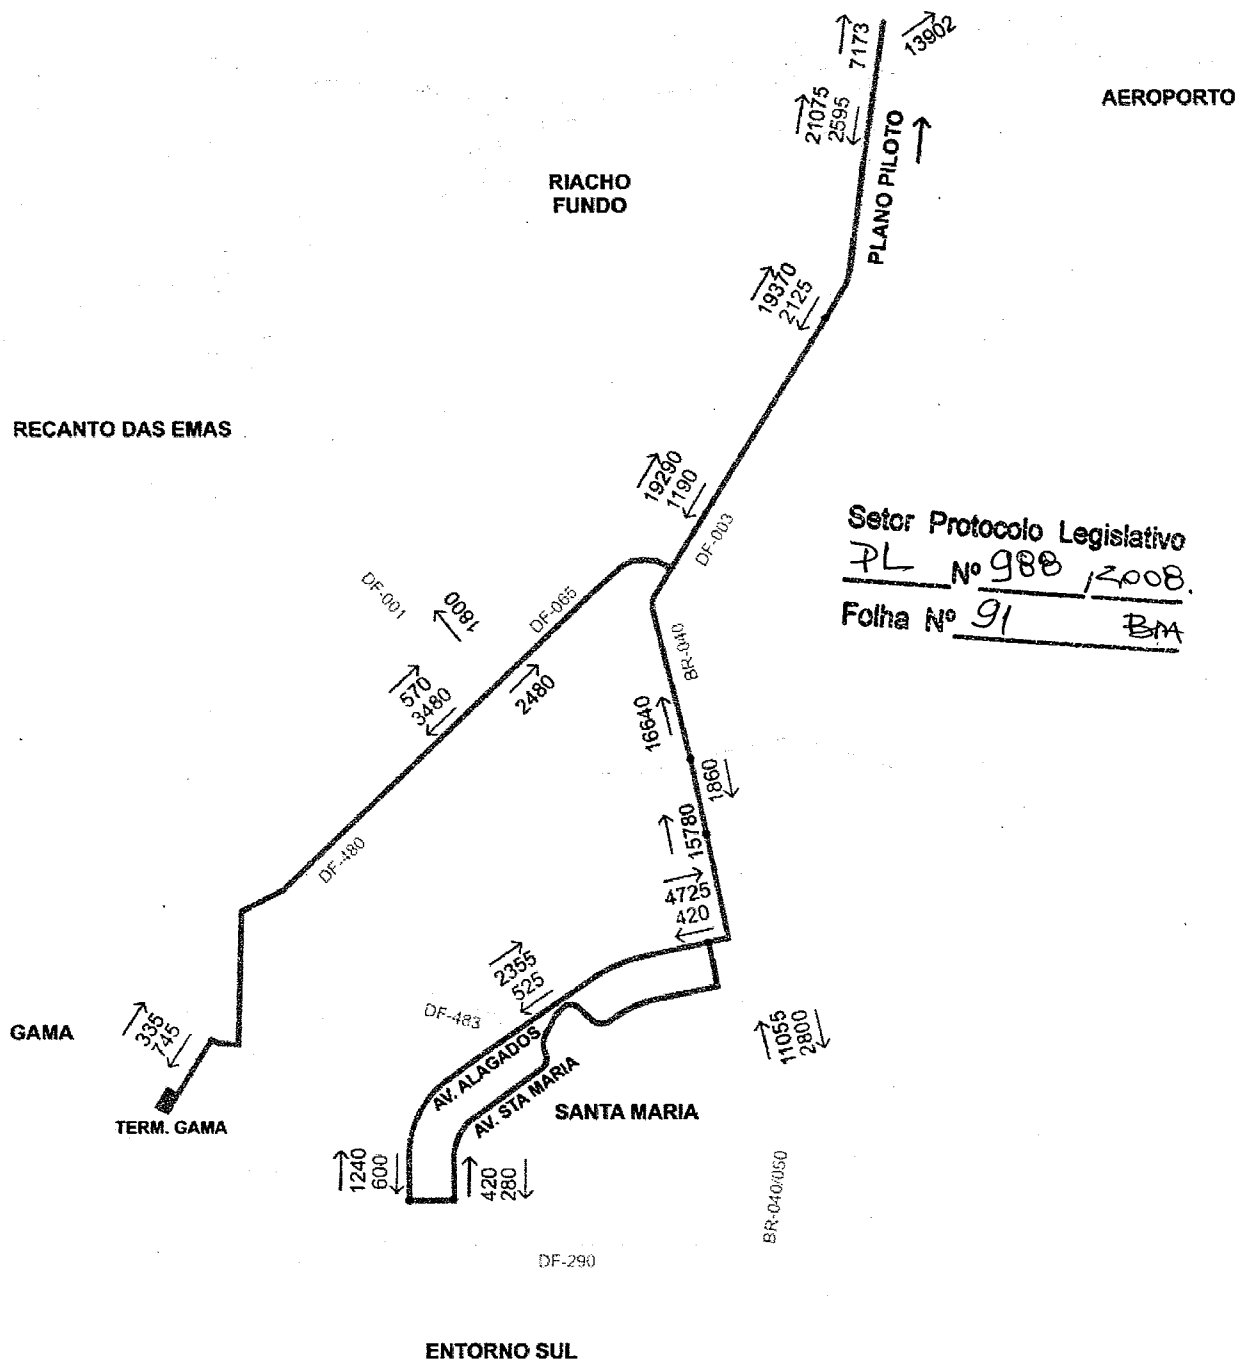 7173
13902
21075
2595
AEROPORTO
PLANO PILOTO
RIACHO
FUNDO
19370
2125
RECANTO DAS EMAS
19290
1190
DF-003
Setor Protocolo Legislativo
PL Nº 988 /2008.
Folha Nº 91 BMA
DF-001
1800
DF-065
570
3480
2480
BR-040
16640
1860
15780
DF-480
4725
420
2355
525
DF-483
GAMA
335
745
11055
2800
AV. ALAGADOS
AV. STA MARIA
SANTA MARIA
TERM. GAMA
1240
600
420
280
BR-040/050
DF-290
ENTORNO SUL